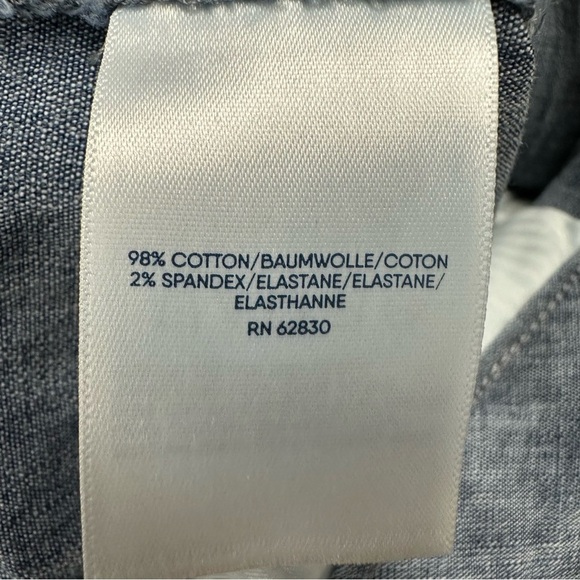 98% COTTON/BAUMWOLLE/COTON
2% SPANDEX/ELASTANE/ELASTANE/
ELASTHANNE
RN 62830